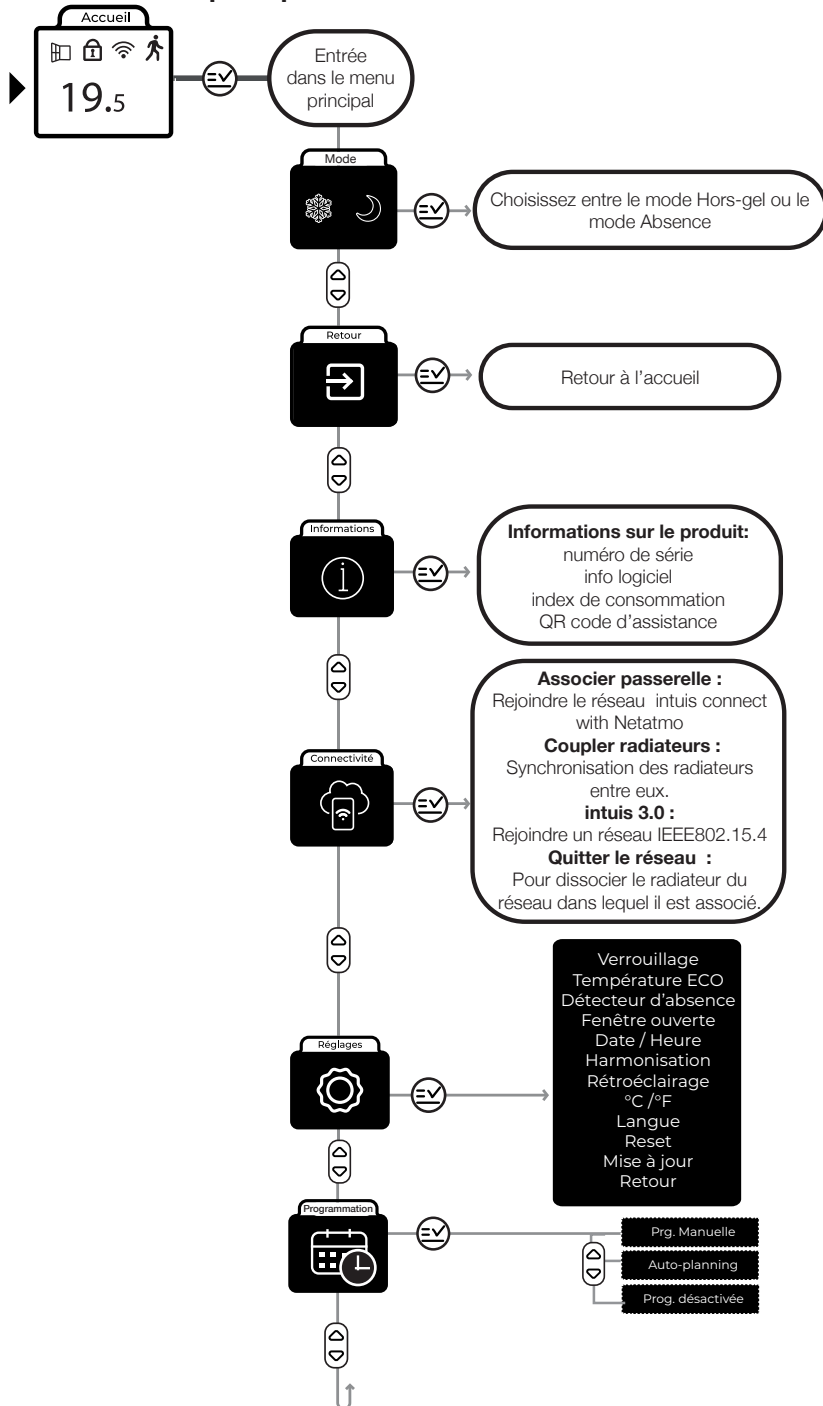 Accueil
19.5
Entrée
dans le menu
principal
Mode
Choisissez entre le mode Hors-gel ou le
mode Absence
Retour
Retour à l'accueil
Informations
Informations sur le produit:
numéro de série
info logiciel
index de consommation
QR code d'assistance
Connectivité
Associer passerelle :
Rejoindre le réseau intuis connect
with Netatmo
Coupler radiateurs :
Synchronisation des radiateurs
entre eux.
intuis 3.0 :
Rejoindre un réseau IEEE802.15.4
Quitter le réseau :
Pour dissocier le radiateur du
réseau dans lequel il est associé.
Réglages
Verrouillage
Température ECO
Détecteur d'absence
Fenêtre ouverte
Date / Heure
Harmonisation
Rétroéclairage
°C /°F
Langue
Reset
Mise à jour
Retour
Programmation
Prg. Manuelle
Auto-planning
Prog. désactivée